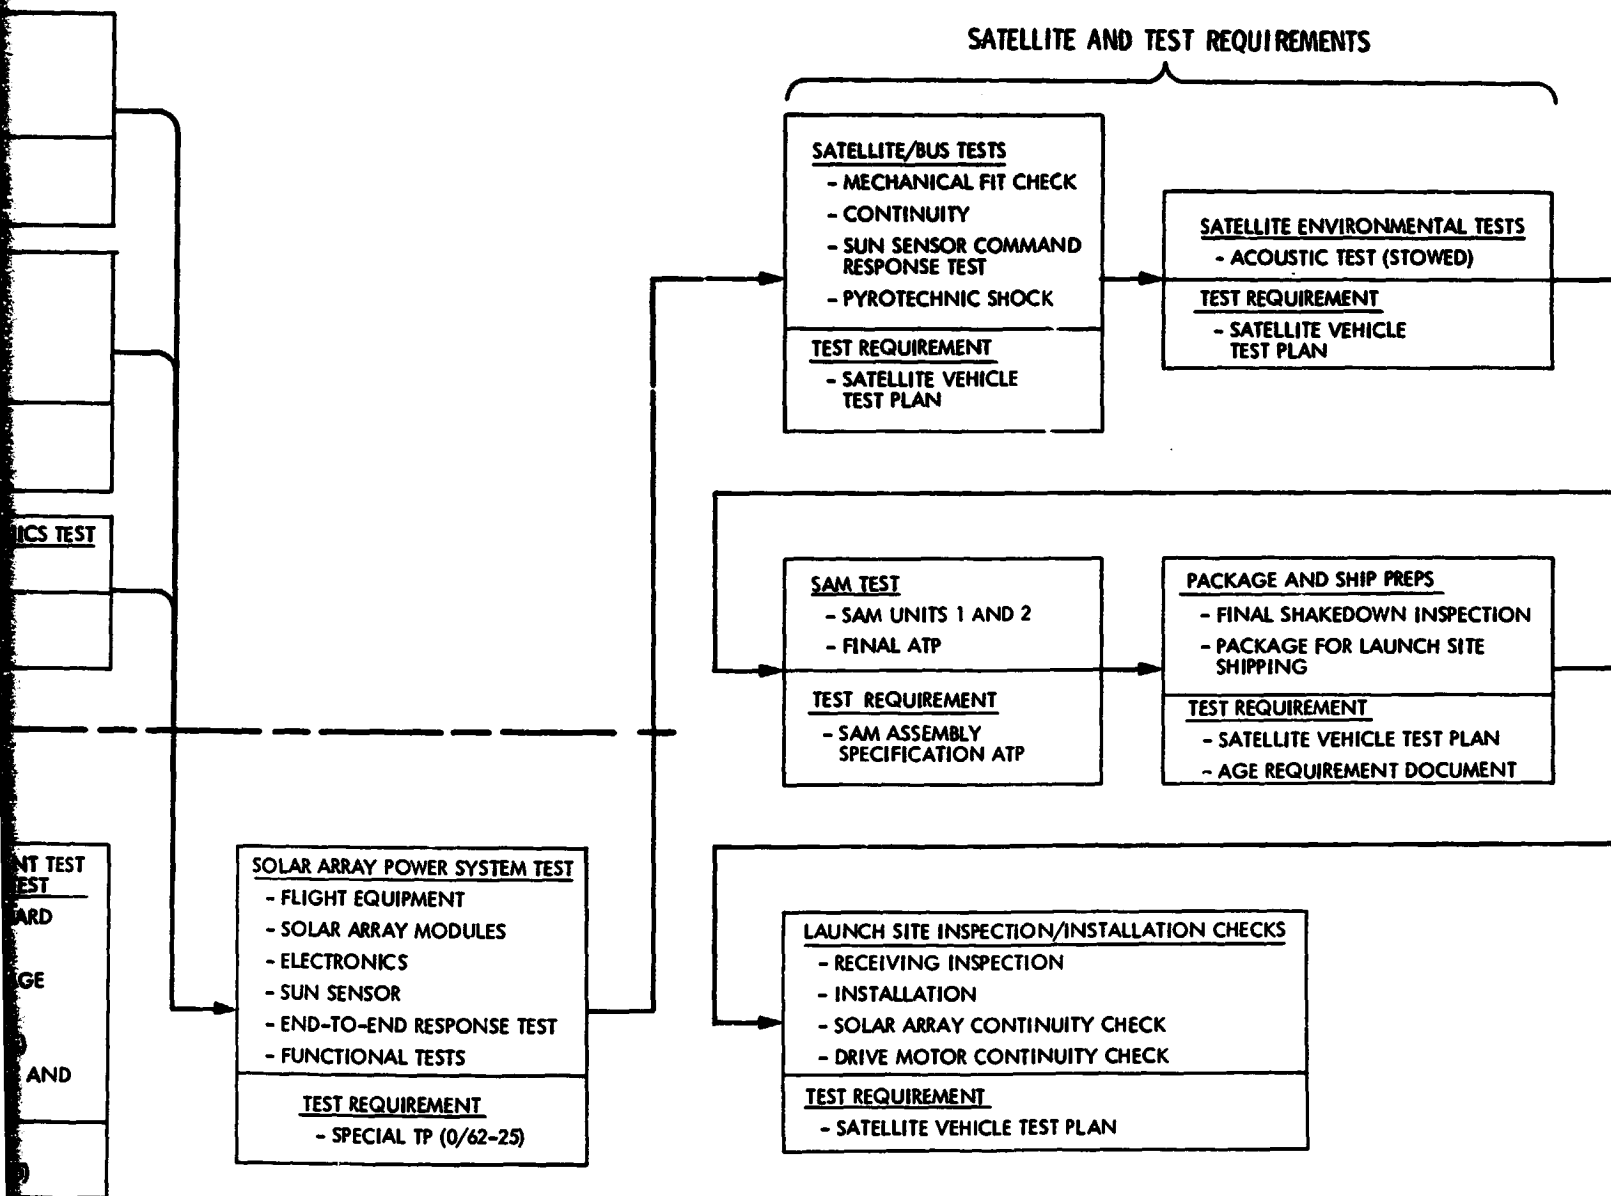 SATELLITE AND TEST REQUIREMENTS
SATELLITE/BUS TESTS
- MECHANICAL FIT CHECK
- CONTINUITY
- SUN SENSOR COMMAND
RESPONSE TEST
- PYROTECHNIC SHOCK
TEST REQUIREMENT
- SATELLITE VEHICLE
TEST PLAN
SATELLITE ENVIRONMENTAL TESTS
- ACOUSTIC TEST (STOWED)
TEST REQUIREMENT
- SATELLITE VEHICLE
TEST PLAN
TEST
SAM TEST
- SAM UNITS 1 AND 2
- FINAL ATP
TEST REQUIREMENT
- SAM ASSEMBLY
SPECIFICATION ATP
PACKAGE AND SHIP PREPS
- FINAL SHAKEDOWN INSPECTION
- PACKAGE FOR LAUNCH SITE
SHIPPING
TEST REQUIREMENT
- SATELLITE VEHICLE TEST PLAN
- AGE REQUIREMENT DOCUMENT
TEST
AND
SOLAR ARRAY POWER SYSTEM TEST
- FLIGHT EQUIPMENT
- SOLAR ARRAY MODULES
- ELECTRONICS
- SUN SENSOR
- END-TO-END RESPONSE TEST
- FUNCTIONAL TESTS
TEST REQUIREMENT
- SPECIAL TP (0/62-25)
LAUNCH SITE INSPECTION/INSTALLATION CHECKS
- RECEIVING INSPECTION
- INSTALLATION
- SOLAR ARRAY CONTINUITY CHECK
- DRIVE MOTOR CONTINUITY CHECK
TEST REQUIREMENT
- SATELLITE VEHICLE TEST PLAN